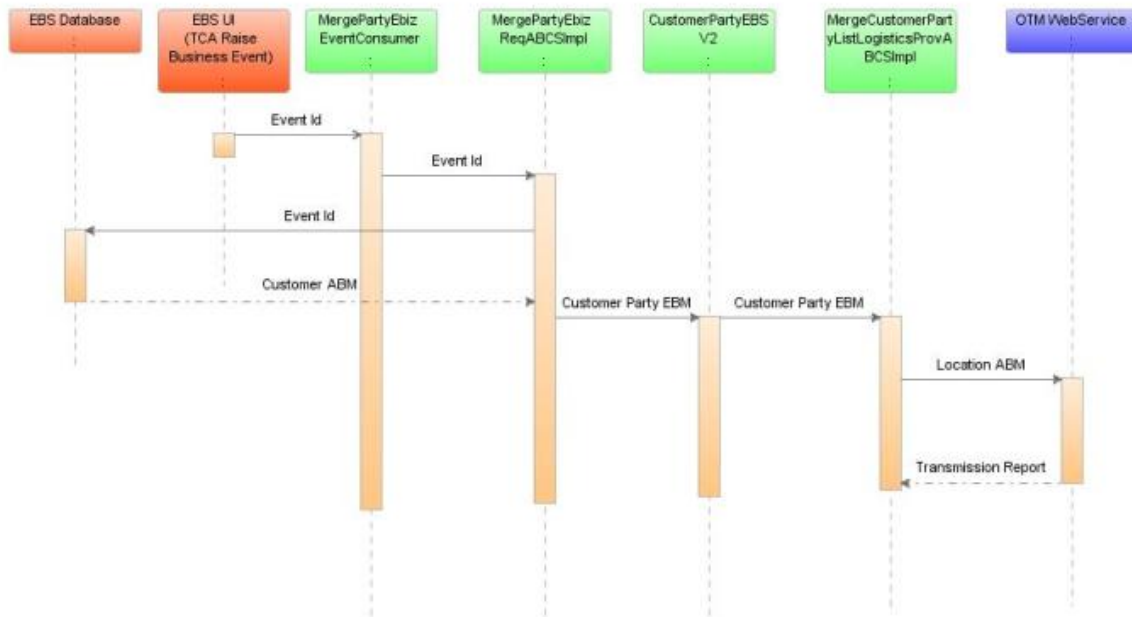 EBS Database
:
EBS UI
(TCA Raise
Business Event)
:
MergePartyEbiz
EventConsumer
:
MergePartyEbiz
ReqABCSImpl
:
CustomerPartyEBS
V2
:
MergeCustomerPart
yListLogisticsProvA
BCSImpl
:
OTM WebService
:
Event Id
Event Id
Event Id
Customer ABM
Customer Party EBM
Customer Party EBM
Location ABM
Transmission Report